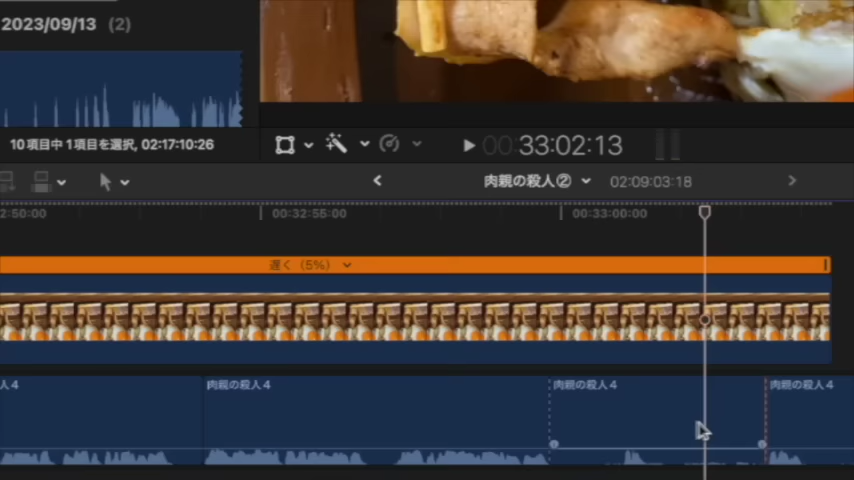 2023/09/13 (2)
10項目中1項目を選択, 02:17:10:26
00:33:02:13
肉親の殺人② 02:09:03:18
2:50:00 00:32:55:00 00:33:00:00
遅く (5%)
人4 肉親の殺人4 肉親の殺人4 肉親の殺人4